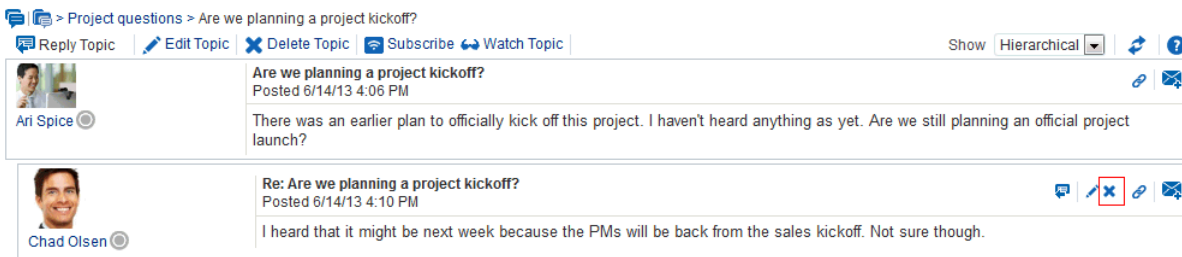 > Project questions > Are we planning a project kickoff?
Reply Topic Edit Topic Delete Topic Subscribe Watch Topic Show Hierarchical ?
Are we planning a project kickoff?
Posted 6/14/13 4:06 PM
Ari Spice
There was an earlier plan to officially kick off this project. I haven't heard anything as yet. Are we still planning an official project
launch?
Re: Are we planning a project kickoff?
Posted 6/14/13 4:10 PM
Chad Olsen
I heard that it might be next week because the PMs will be back from the sales kickoff. Not sure though.